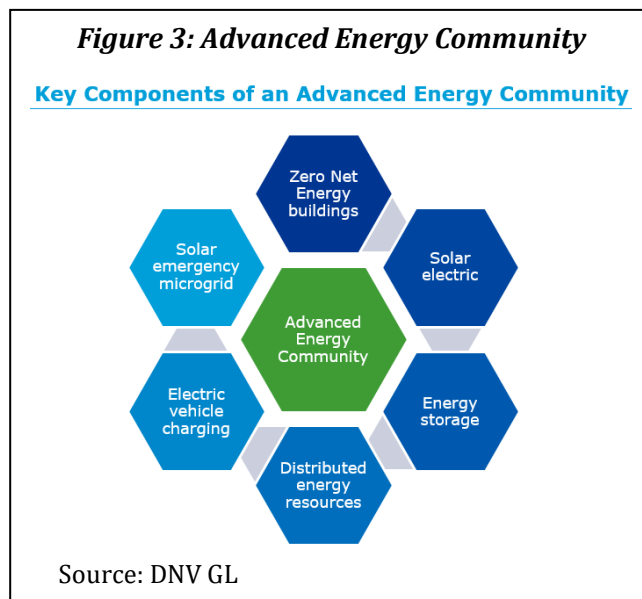 Figure 3: Advanced Energy Community
Key Components of an Advanced Energy Community
Zero Net
Energy
buildings
Solar
electric
Energy
storage
Distributed
energy
resources
Electric
vehicle
charging
Solar
emergency
microgrid
Advanced
Energy
Community
Source: DNV GL